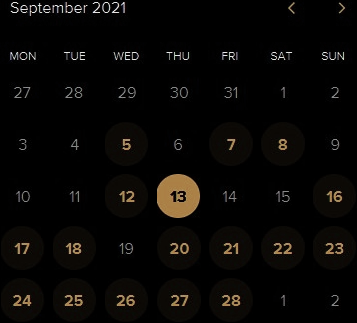 September 2021 < >
MON TUE WED THU FRI SAT SUN
27 28 29 30 31 1 2
3 4 5 6 7 8 9
10 11 12 13 14 15 16
17 18 19 20 21 22 23
24 25 26 27 28 1 2